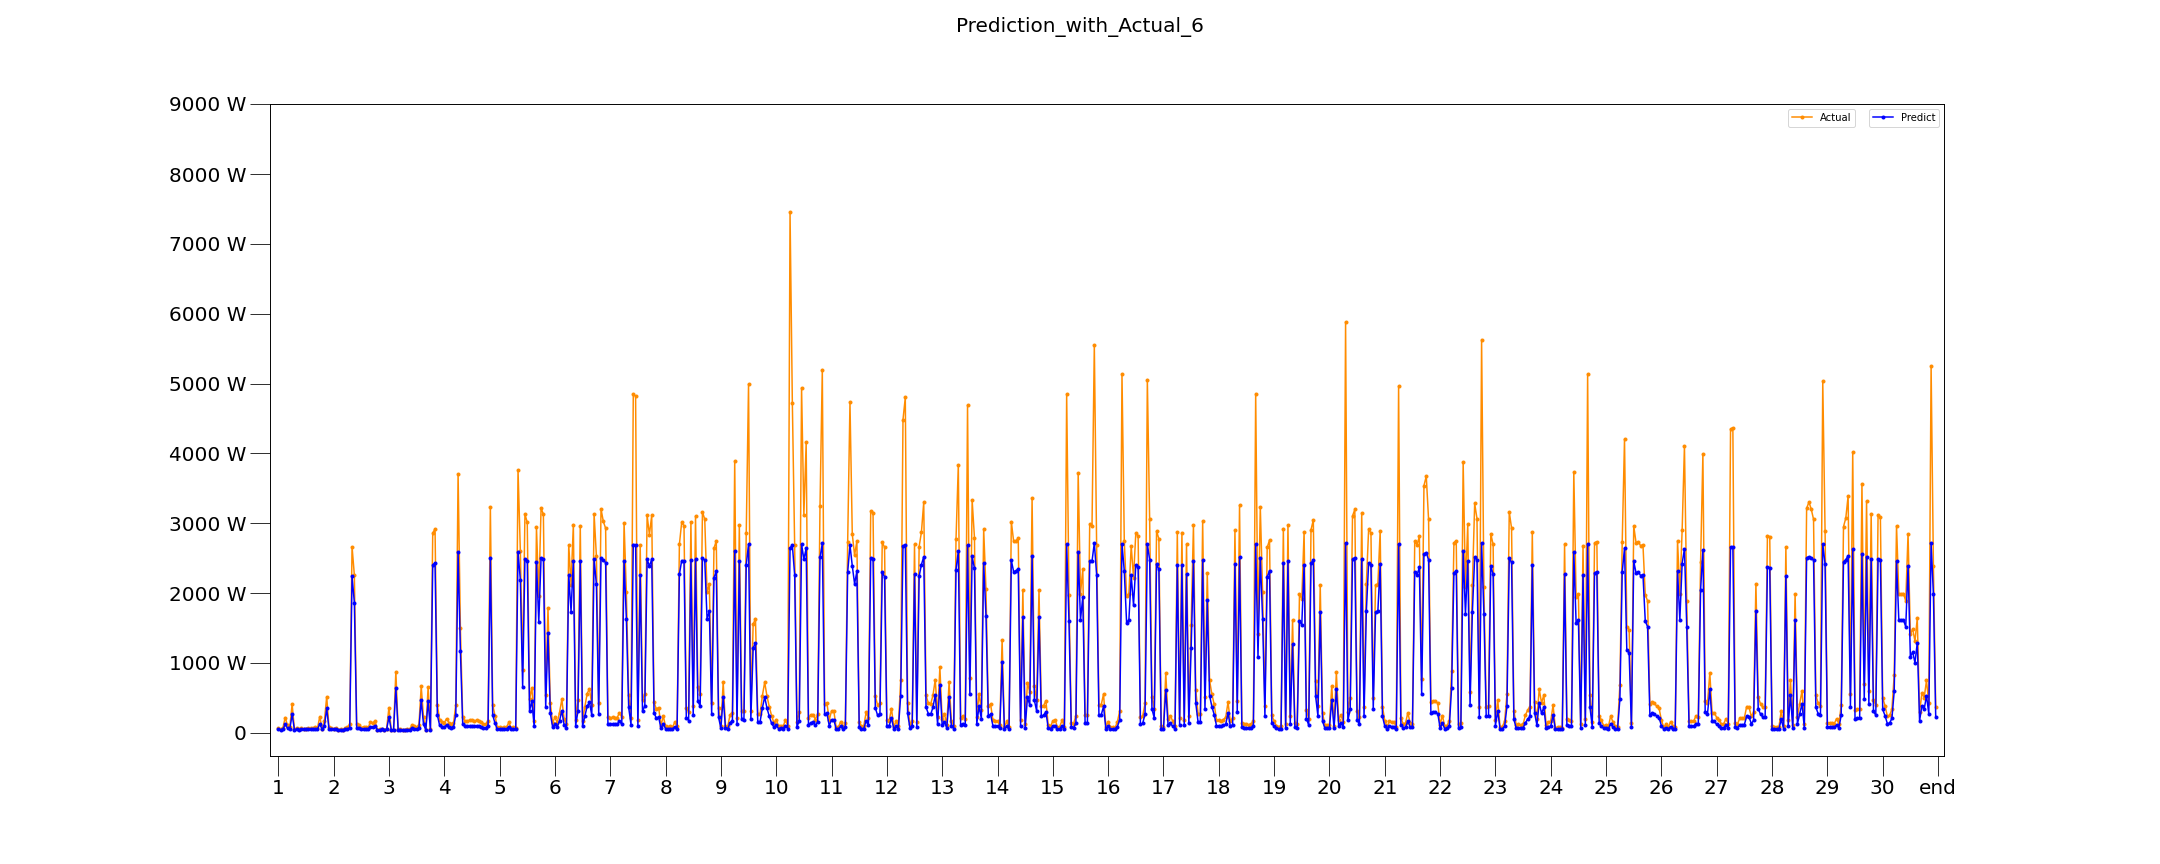 Prediction_with_Actual_6
Actual Predict
9000 W
8000 W
7000 W
6000 W
5000 W
4000 W
3000 W
2000 W
1000 W
0
1 2 3 4 5 6 7 8 9 10 11 12 13 14 15 16 17 18 19 20 21 22 23 24 25 26 27 28 29 30 end